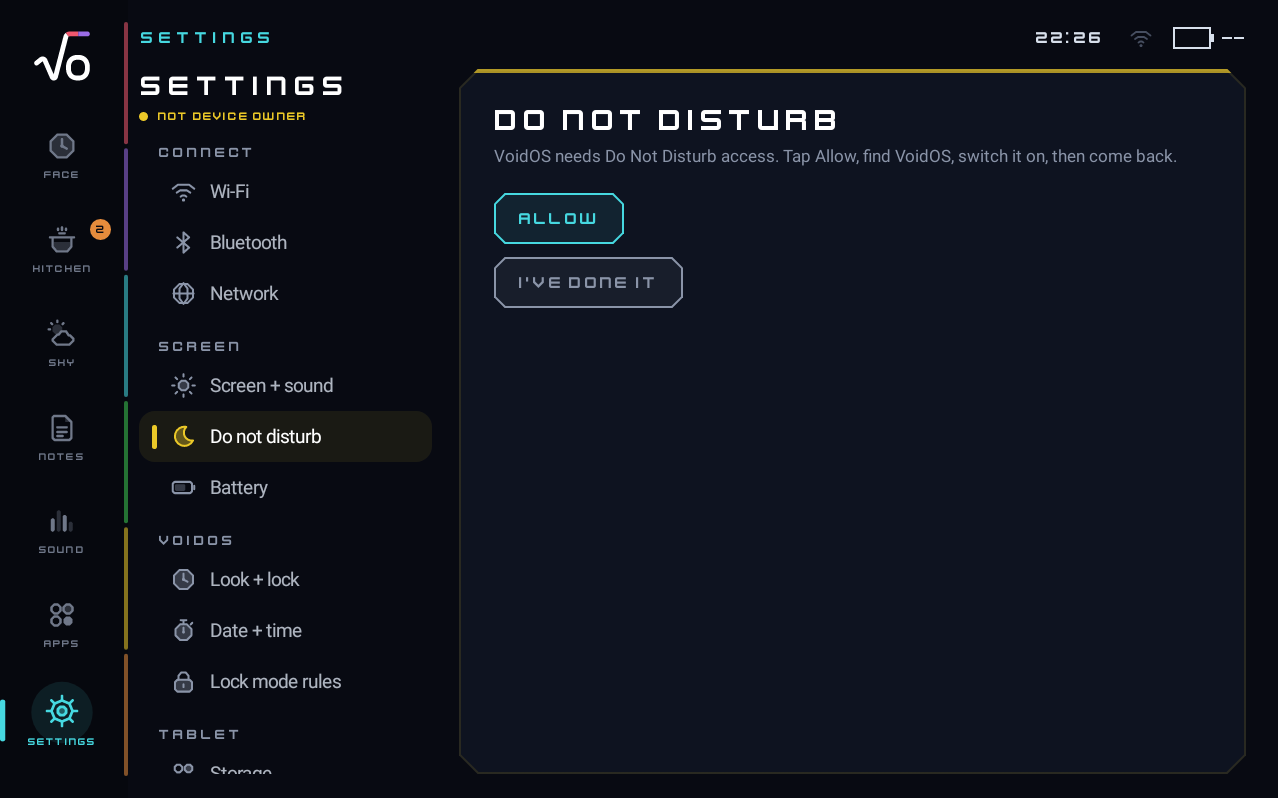 SETTINGS
22:26
--
SETTINGS
NOT DEVICE OWNER
CONNECT
Wi-Fi
Bluetooth
Network
SCREEN
Screen + sound
Do not disturb
Battery
VOIDOS
Look + lock
Date + time
Lock mode rules
TABLET
Storage
FACE
2
KITCHEN
SKY
NOTES
SOUND
APPS
SETTINGS
DO NOT DISTURB
VoidOS needs Do Not Disturb access. Tap Allow, find VoidOS, switch it on, then come back.
ALLOW
I'VE DONE IT